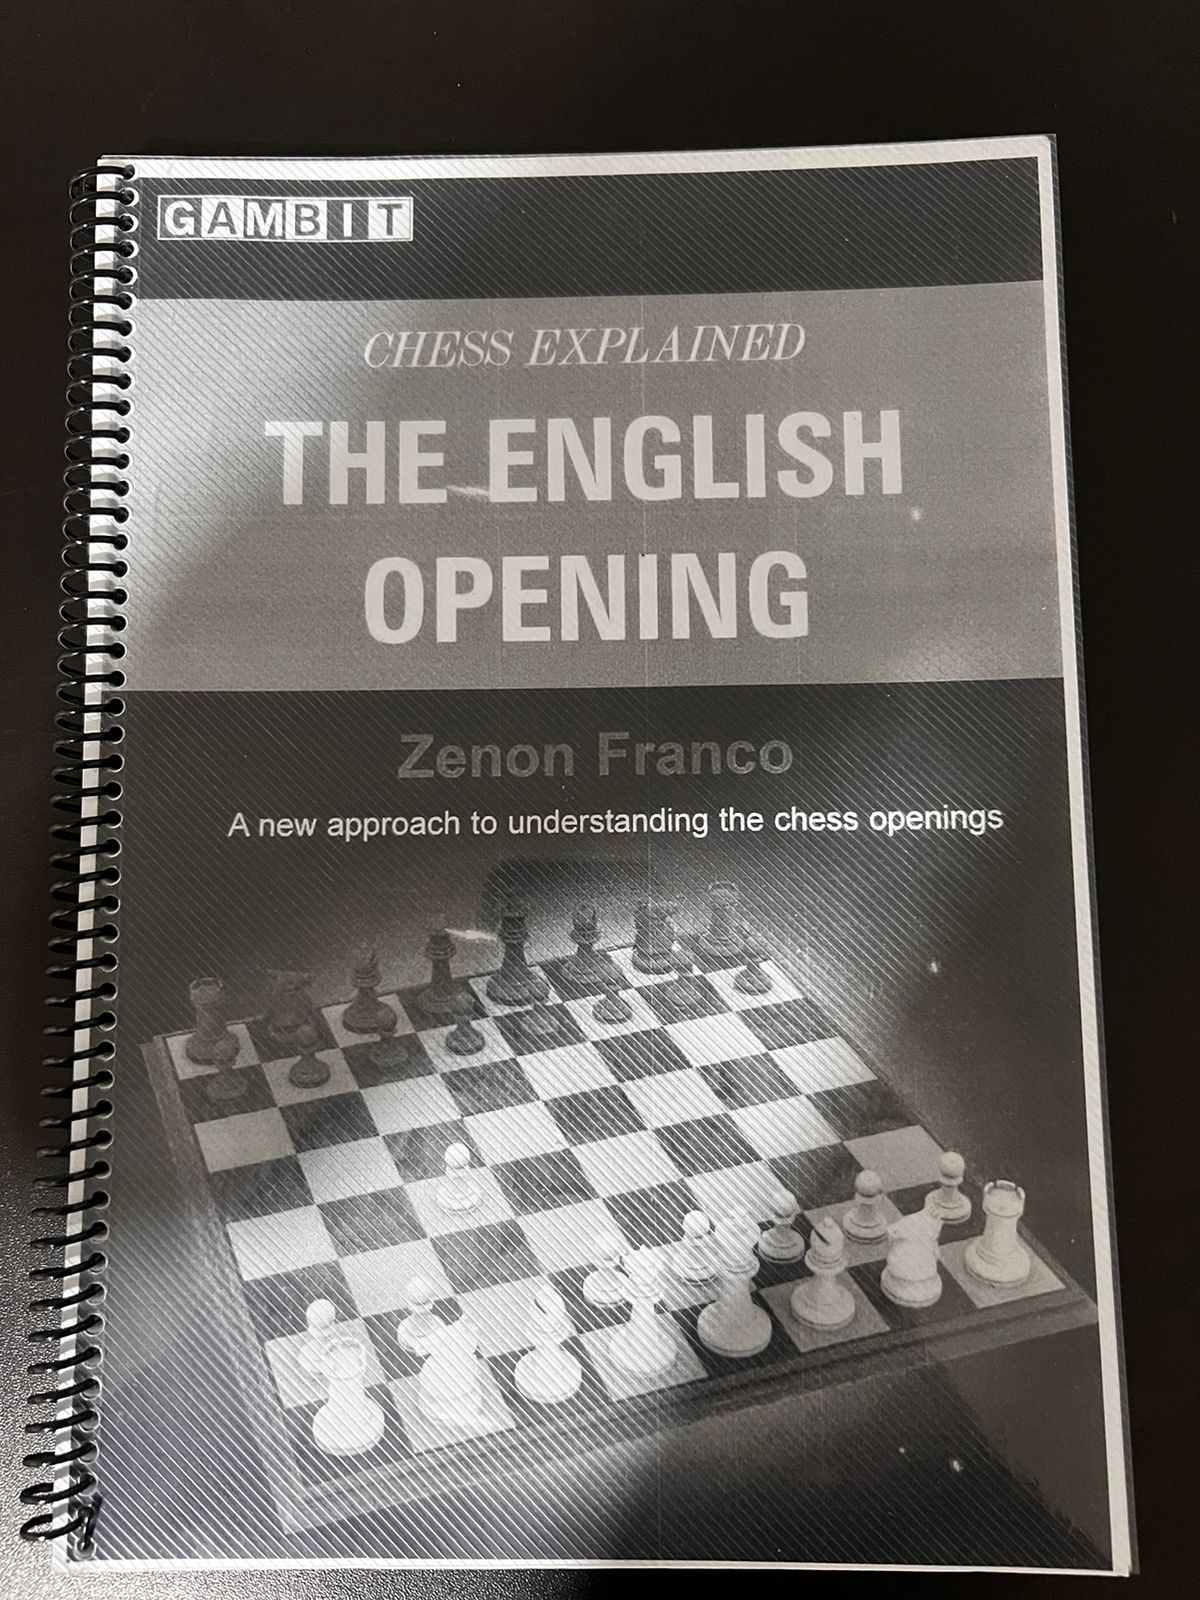 GAMBIT
CHESS EXPLAINED
THE ENGLISH
OPENING
Zenon Franco
A new approach to understanding the chess openings